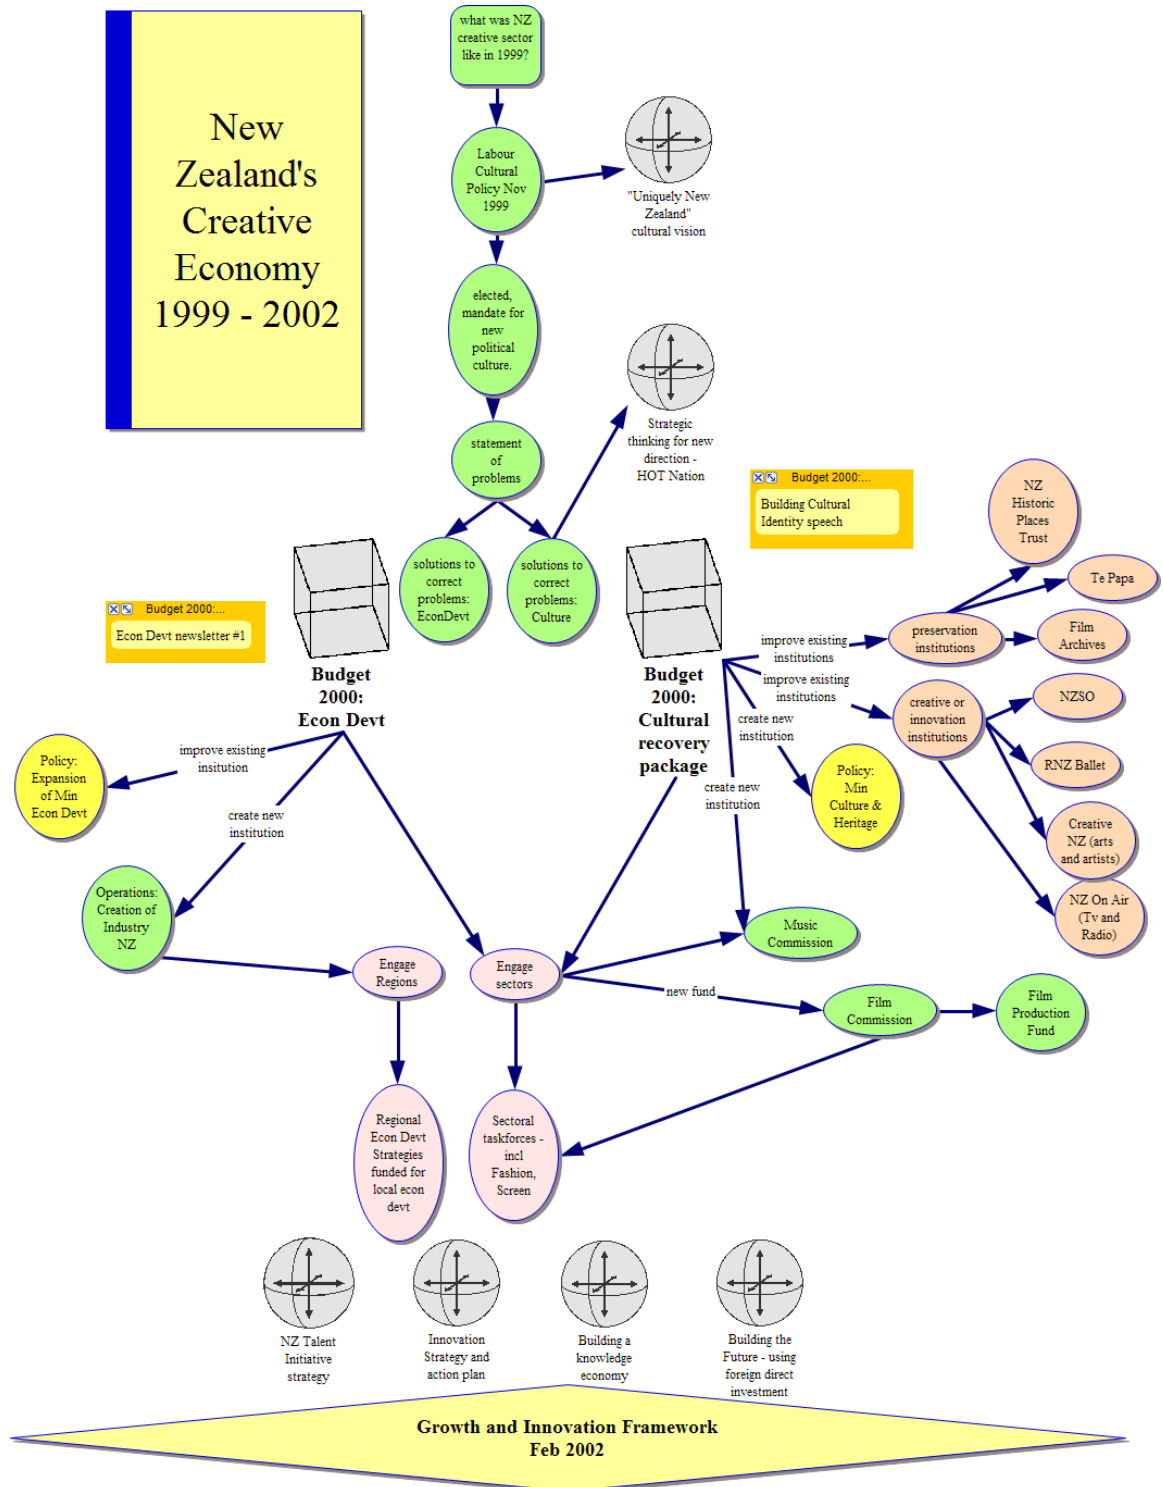 New
Zealand's
Creative
Economy
1999 - 2002
what was NZ
creative sector
like in 1999?
Labour
Cultural
Policy Nov
1999
"Uniquely New
Zealand"
cultural vision
elected,
mandate for
new
political
culture.
Strategic
thinking for new
direction -
HOT Nation
statement
of
problems
solutions to
correct
problems:
EconDevt
solutions to
correct
problems:
Culture
Budget 2000:...
Building Cultural
Identity speech
NZ
Historic
Places
Trust
Te Papa
Film
Archives
preservation
institutions
improve existing
institutions
improve existing
institutions
creative or
innovation
institutions
NZSO
RNZ Ballet
Creative
NZ (arts
and artists)
NZ On Air
(Tv and
Radio)
Budget 2000:...
Econ Devt newsletter #1
Budget
2000:
Econ Devt
Budget
2000:
Cultural
recovery
package
create new
institution
create new
institution
Policy:
Min
Culture &
Heritage
improve existing
insitution
Policy:
Expansion
of Min
Econ Devt
create new
institution
Operations:
Creation of
Industry
NZ
Engage
Regions
Engage
sectors
Music
Commission
new fund
Film
Commission
Film
Production
Fund
Regional
Econ Devt
Strategies
funded for
local econ
devt
Sectoral
taskforces -
incl
Fashion,
Screen
NZ Talent
Initiative
strategy
Innovation
Strategy and
action plan
Building a
knowledge
economy
Building the
Future - using
foreign direct
investment
Growth and Innovation Framework
Feb 2002